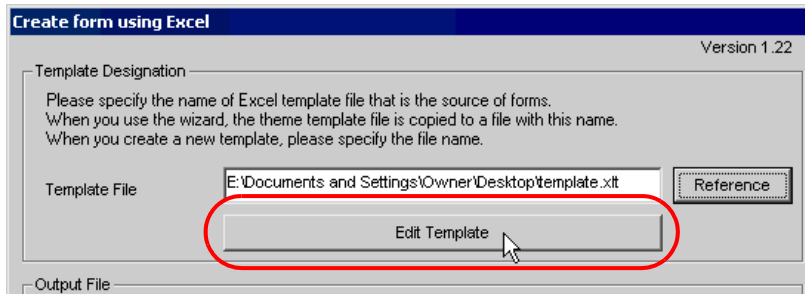 Create form using Excel
Version 1.22
Template Designation
Please specify the name of Excel template file that is the source of forms.
When you use the wizard, the theme template file is copied to a file with this name.
When you create a new template, please specify the file name.
Template File
E:\Documents and Settings\Owner\Desktop\template.xlt
Reference
Edit Template
Output File